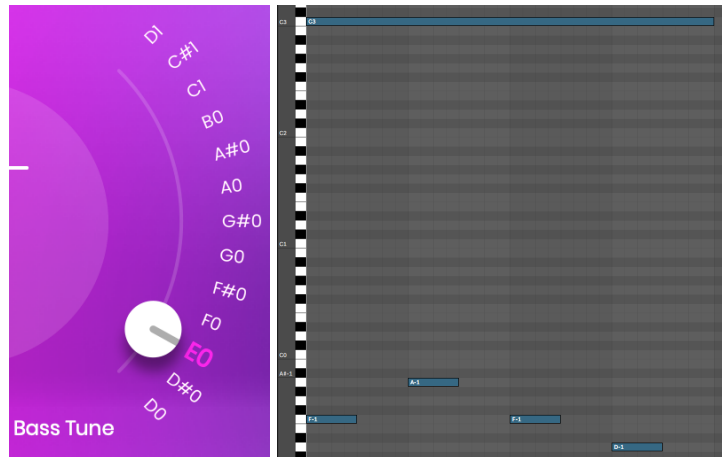 D1
C#1
C1
B0
A#0
A0
G#0
G0
F#0
F0
E0
D#0
D0
Bass Tune
C3
C3
C2
C1
C0
A#-1
A-1
F-1
F-1
D-1